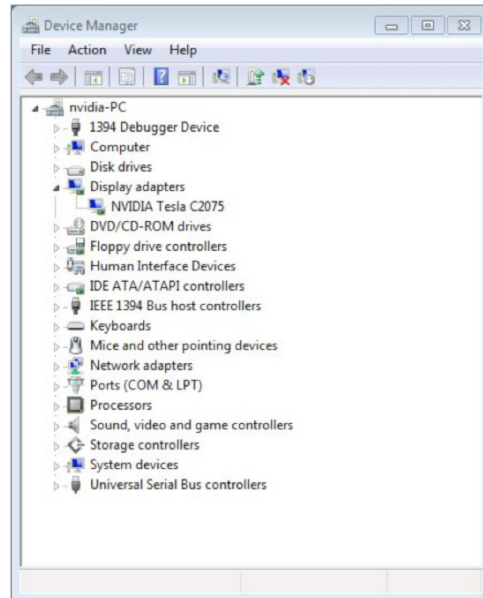 Device Manager
File Action View Help
nvidia-PC
1394 Debugger Device
Computer
Disk drives
Display adapters
NVIDIA Tesla C2075
DVD/CD-ROM drives
Floppy drive controllers
Human Interface Devices
IDE ATA/ATAPI controllers
IEEE 1394 Bus host controllers
Keyboards
Mice and other pointing devices
Network adapters
Ports (COM & LPT)
Processors
Sound, video and game controllers
Storage controllers
System devices
Universal Serial Bus controllers